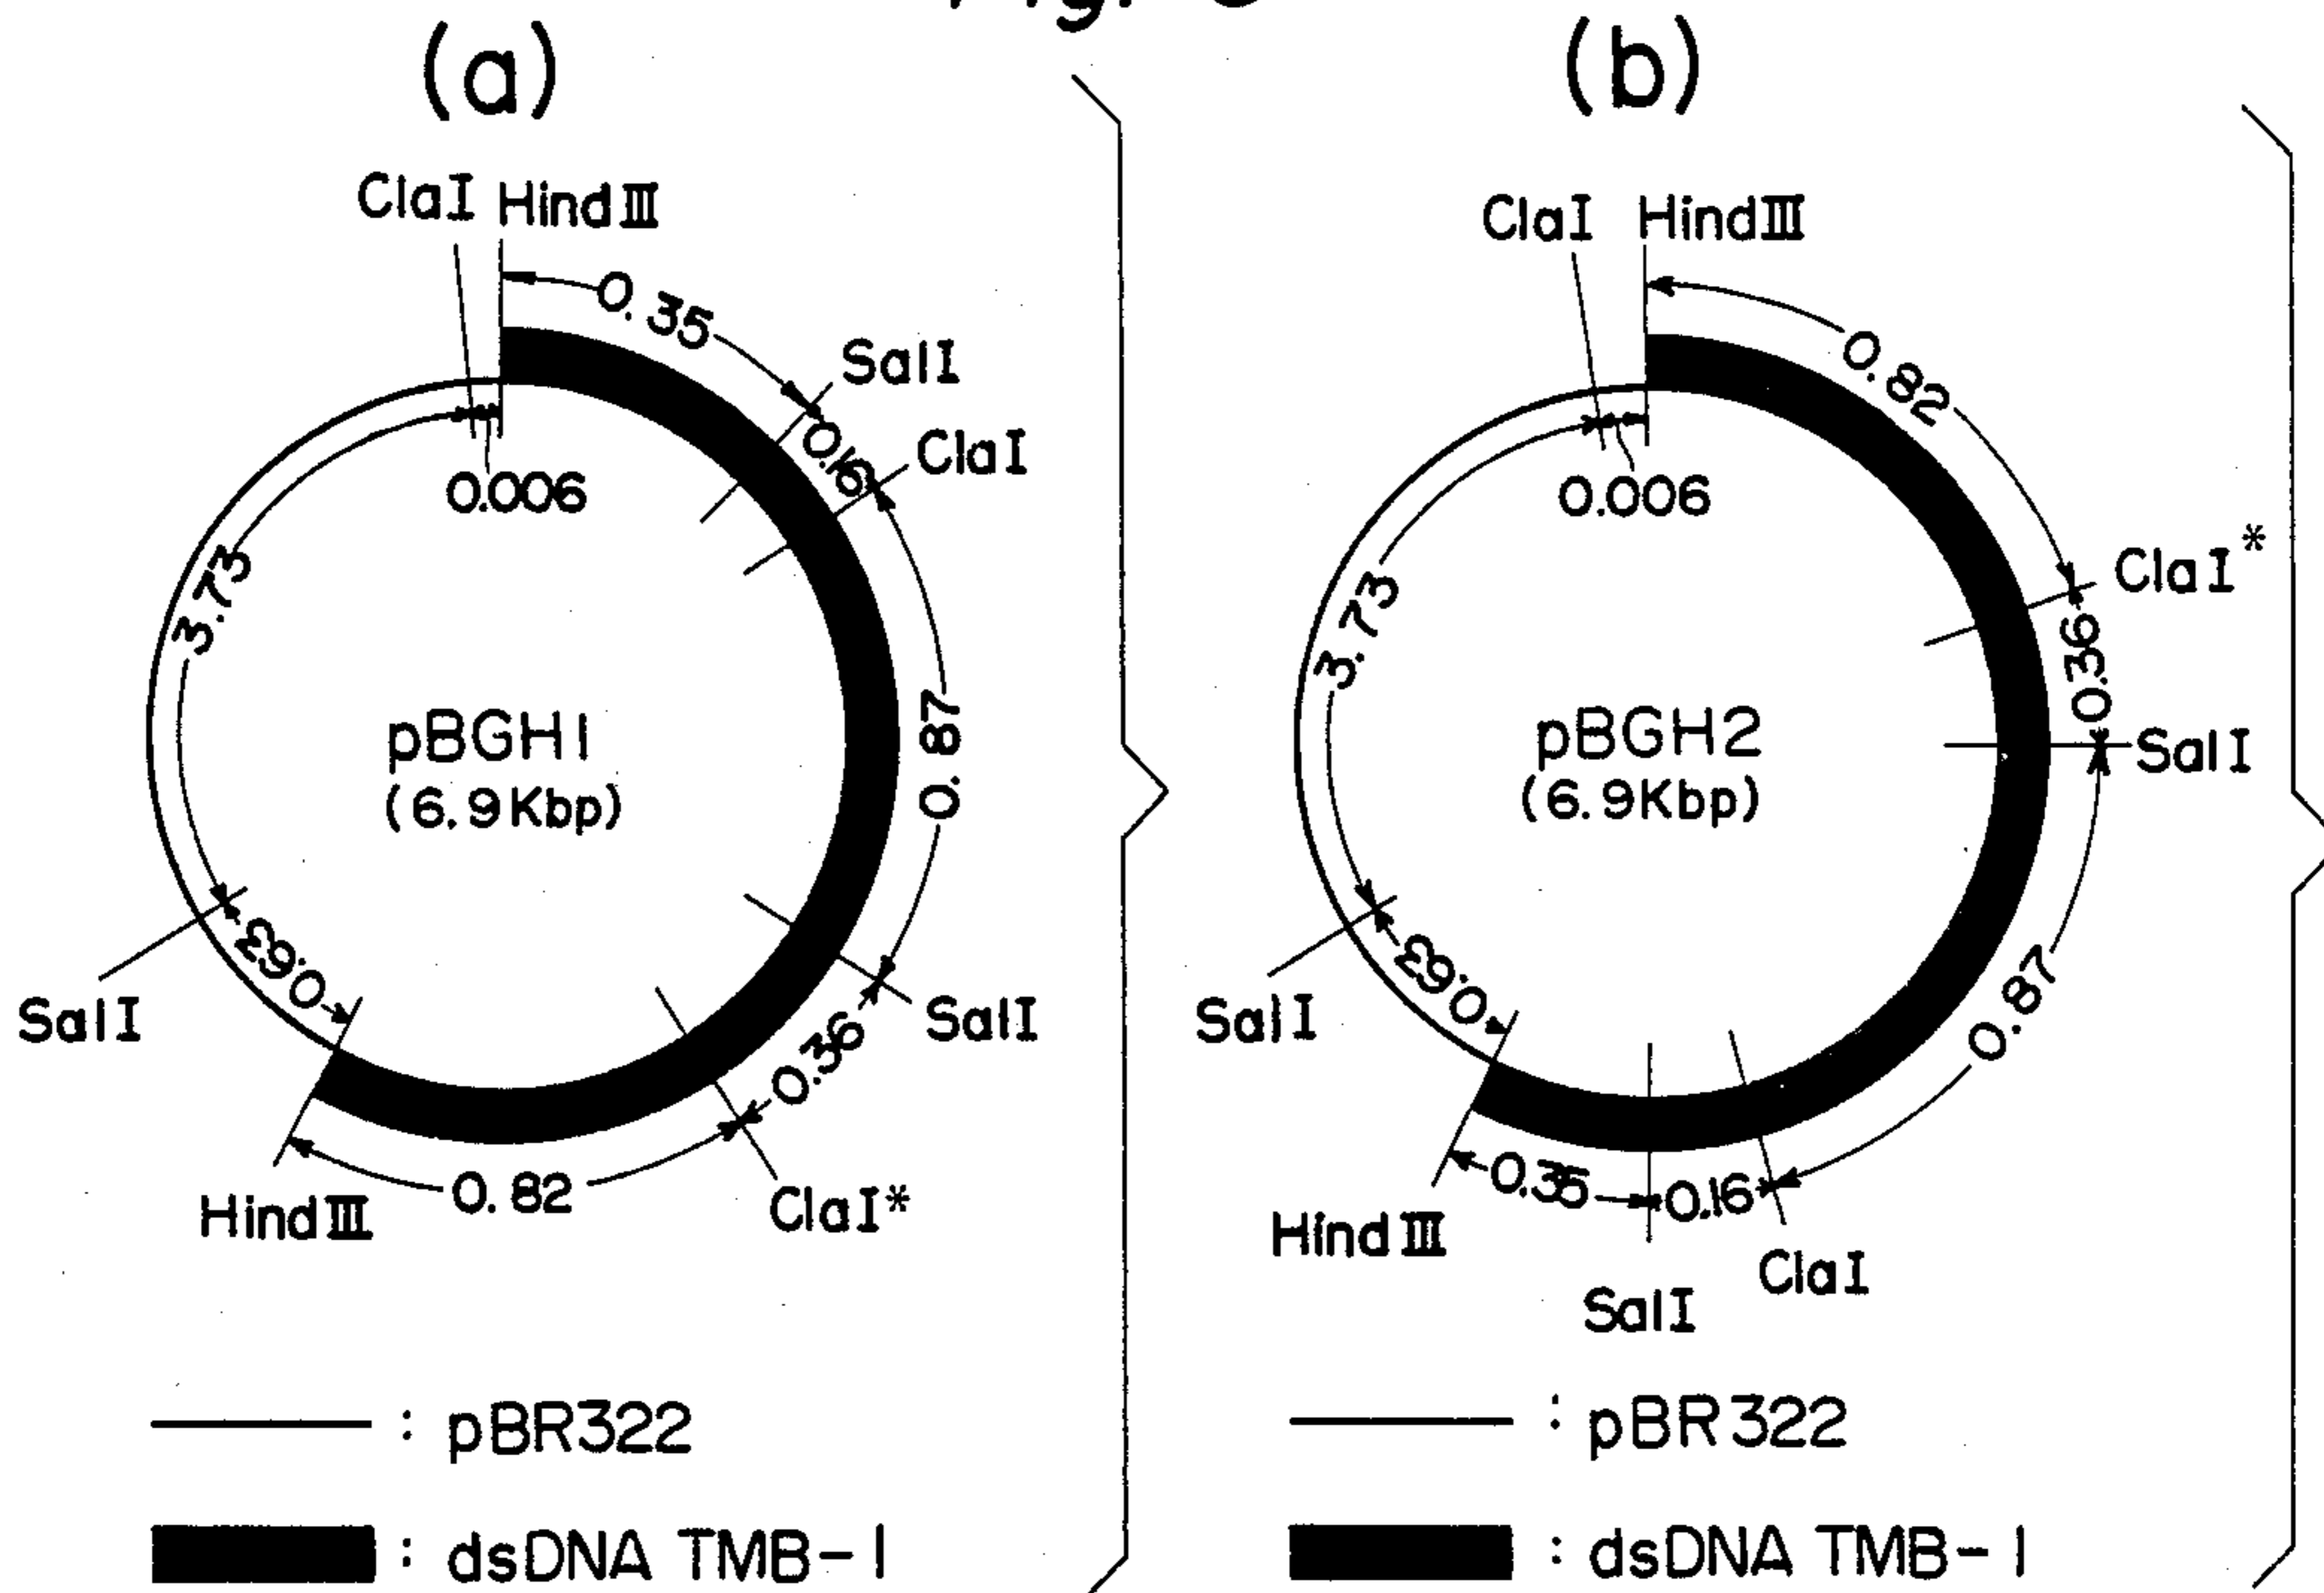 (a)
ClaI HindIII
0.35
SalI
0.16
ClaI
0.006
3.73
0.87
pBGH1
(6.9Kbp)
0.63
SalI
SalI
0.36
0.82
ClaI*
HindIII
: pBR322
: dsDNA TMB-1
(b)
ClaI HindIII
0.82
0.006
ClaI*
3.73
0.36
pBGH2
(6.9Kbp)
SalI
0.63
SalI
0.87
0.35
0.16
HindIII
ClaI
SalI
: pBR322
: dsDNA TMB-1